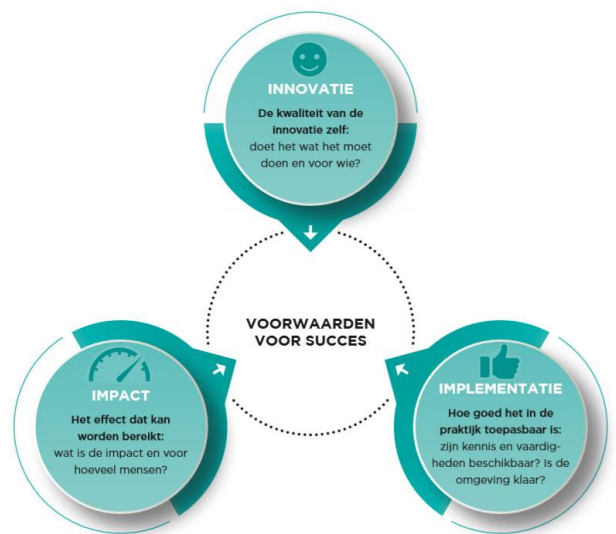 INNOVATIE
De kwaliteit van de
innovatie zelf:
doet het wat het moet
doen en voor wie?
VOORWAARDEN
VOOR SUCCES
IMPACT
Het effect dat kan
worden bereikt:
wat is de impact en voor
hoeveel mensen?
IMPLEMENTATIE
Hoe goed het in de
praktijk toepasbaar is:
zijn kennis en vaardig-
heden beschikbaar? Is de
omgeving klaar?